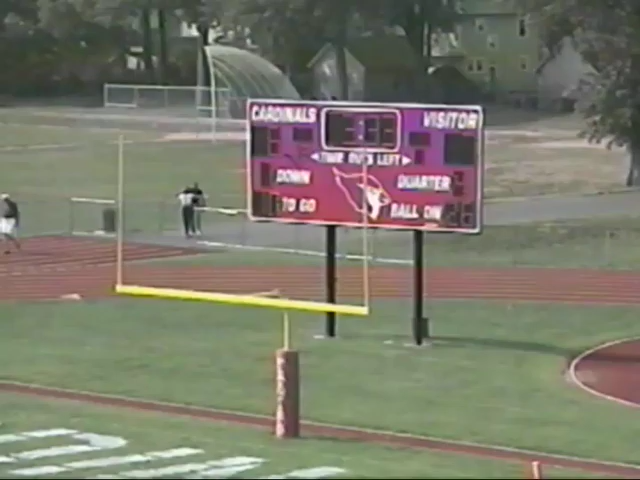 CARDINALS VISITOR
TIME OUTS LEFT
DOWN QUARTER
TO GO BALL ON